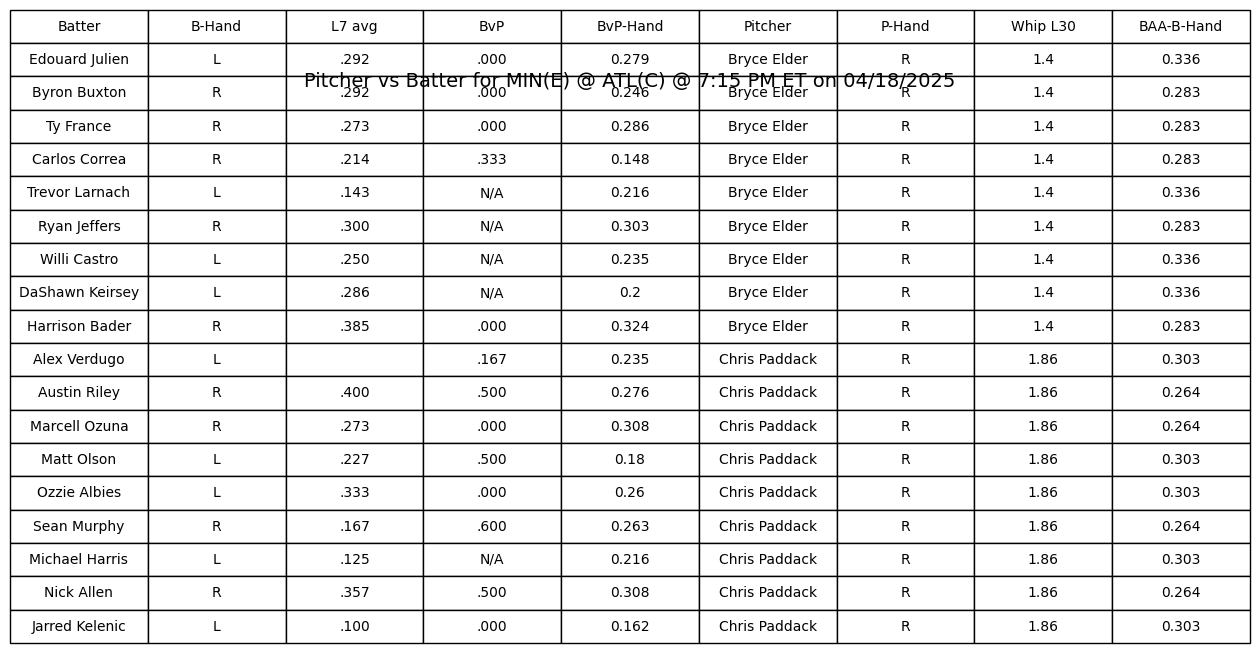 Batter B-Hand L7 avg BvP BvP-Hand Pitcher P-Hand Whip L30 BAA-B-Hand
Edouard Julien L .292 .000 0.279 Bryce Elder R 1.4 0.336
Pitcher vs Batter for MIN(E) @ ATL(C) @ 7:15 PM ET on 04/18/2025
Byron Buxton R .292 .000 0.246 Bryce Elder R 1.4 0.283
Ty France R .273 .000 0.286 Bryce Elder R 1.4 0.283
Carlos Correa R .214 .333 0.148 Bryce Elder R 1.4 0.283
Trevor Larnach L .143 N/A 0.216 Bryce Elder R 1.4 0.336
Ryan Jeffers R .300 N/A 0.303 Bryce Elder R 1.4 0.283
Willi Castro L .250 N/A 0.235 Bryce Elder R 1.4 0.336
DaShawn Keirsey L .286 N/A 0.2 Bryce Elder R 1.4 0.336
Harrison Bader R .385 .000 0.324 Bryce Elder R 1.4 0.283
Alex Verdugo L .167 0.235 Chris Paddack R 1.86 0.303
Austin Riley R .400 .500 0.276 Chris Paddack R 1.86 0.264
Marcell Ozuna R .273 .000 0.308 Chris Paddack R 1.86 0.264
Matt Olson L .227 .500 0.18 Chris Paddack R 1.86 0.303
Ozzie Albies L .333 .000 0.26 Chris Paddack R 1.86 0.303
Sean Murphy R .167 .600 0.263 Chris Paddack R 1.86 0.264
Michael Harris L .125 N/A 0.216 Chris Paddack R 1.86 0.303
Nick Allen R .357 .500 0.308 Chris Paddack R 1.86 0.264
Jarred Kelenic L .100 .000 0.162 Chris Paddack R 1.86 0.303